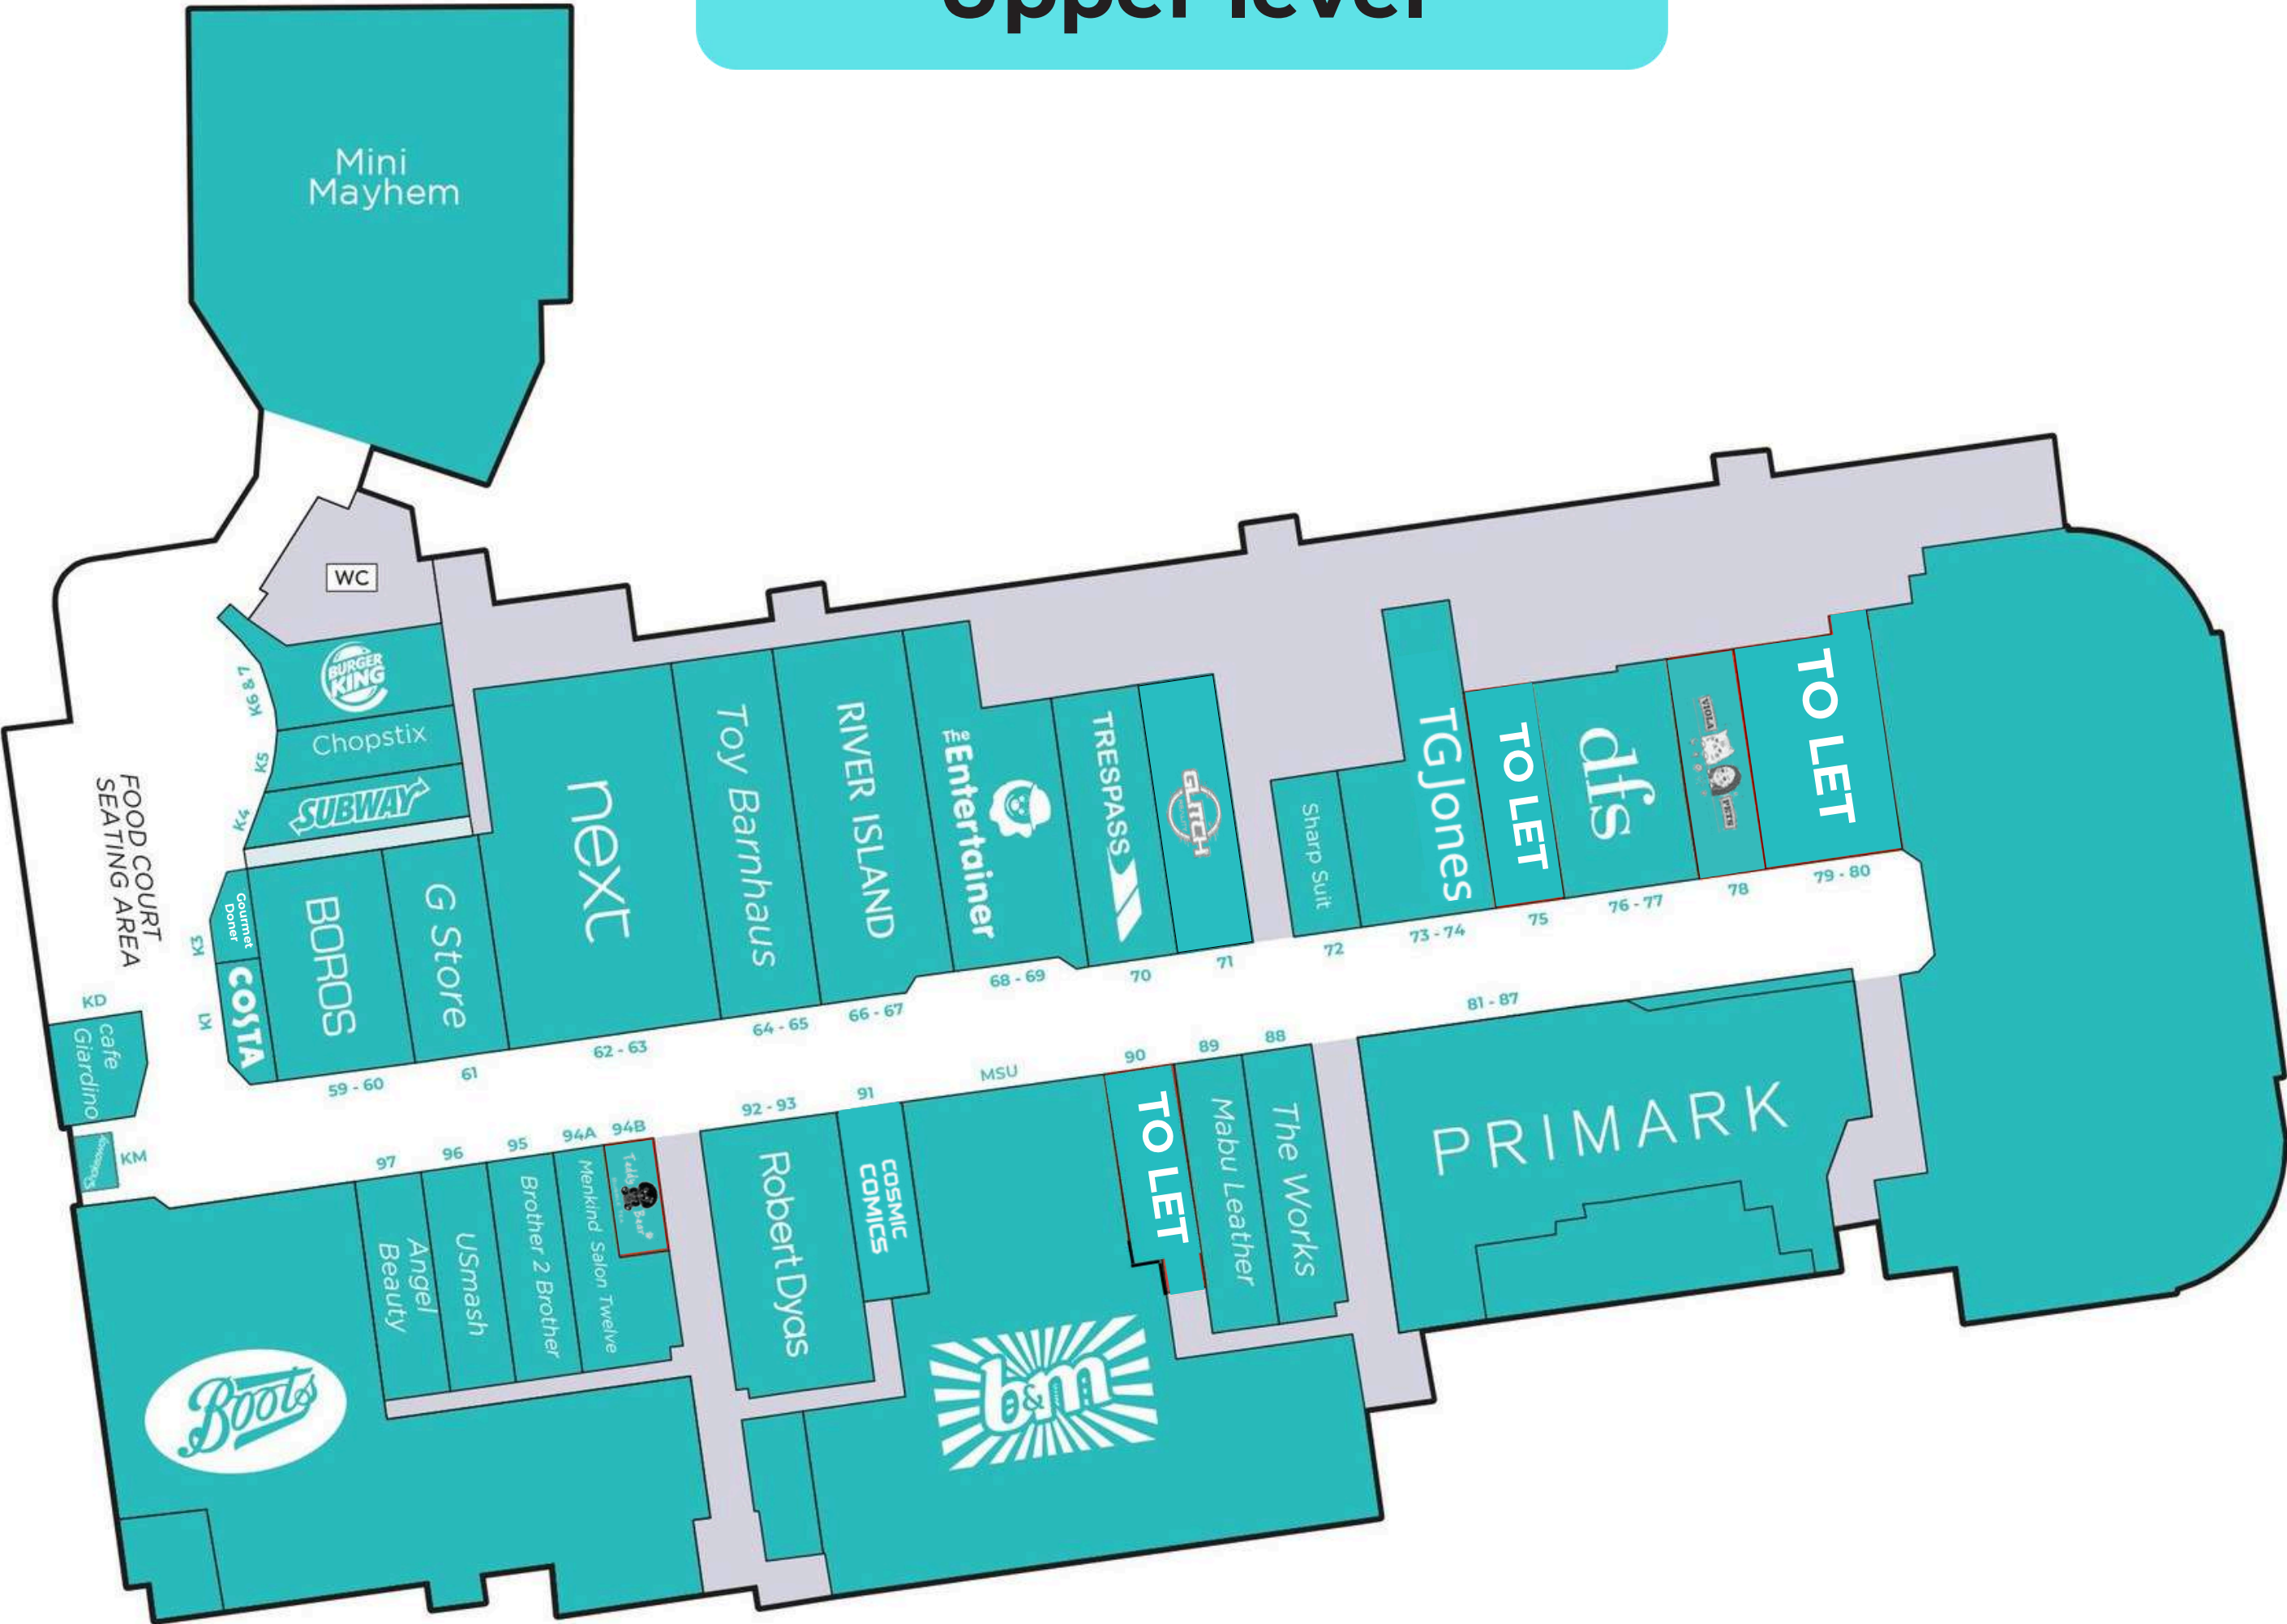 Upper level
Mini
Mayhem
WC
BURGER
KING
K6 & 7
Chopstix
K5
SUBWAY
K4
FOOD COURT
SEATING AREA
Gourmet
Doner
K3
COSTA
K1
KD
cafe
Giardino
KM
BOROS
59 - 60
G Store
61
next
62 - 63
Toy Barnhaus
64 - 65
RIVER ISLAND
66 - 67
The
Entertainer
68 - 69
TRESPASS
70
GLITCH
71
Sharp Suit
72
TGJones
73 - 74
TO LET
75
dfs
76 - 77
VIOLA
PETS
78
TO LET
79 - 80
81 - 87
PRIMARK
88
The Works
89
Mabu Leather
90
TO LET
MSU
b&m
91
COSMIC
COMICS
92 - 93
Robert Dyas
94B
Teddy
Bear
94A
Menkind Salon Twelve
95
Brother 2 Brother
96
USmash
97
Angel
Beauty
Boots